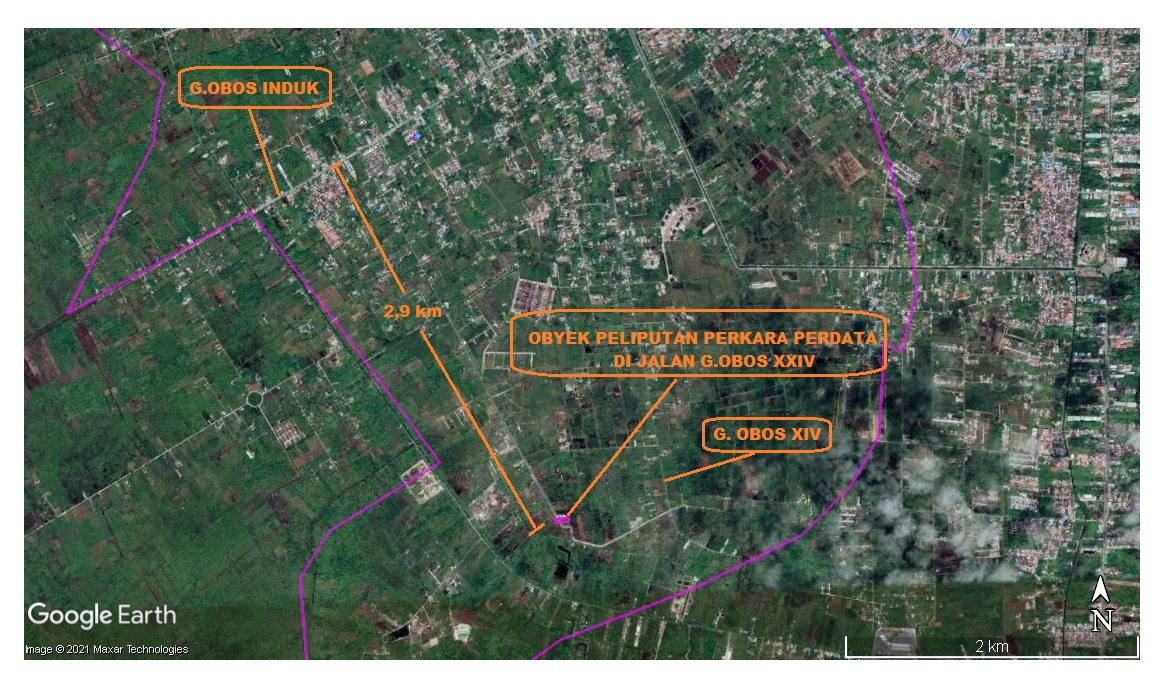 G.OBOS INDUK
2,9 km
OBYEK PELIPUTAN PERKARA PERDATA
DI JALAN G.OBOS XXIV
G. OBOS XIV
Google Earth
Image © 2021 Maxar Technologies
N
2 km